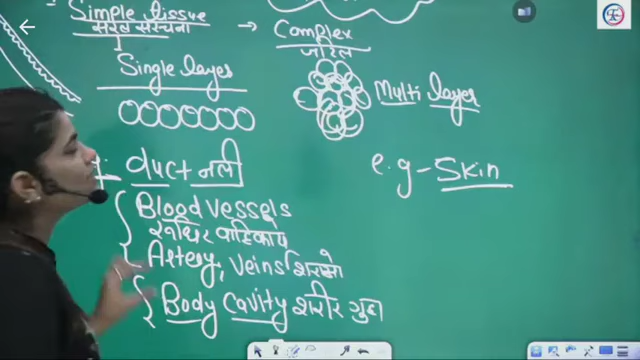 Simple tissue
सरल संरचना
Complex
जटिल
Single layer
Multi layer
duct नली
e.g - Skin
Blood vessels
रुधिर वाहिकाएं
Artery, Veins शिराओ
Body Cavity शरीर गुहा